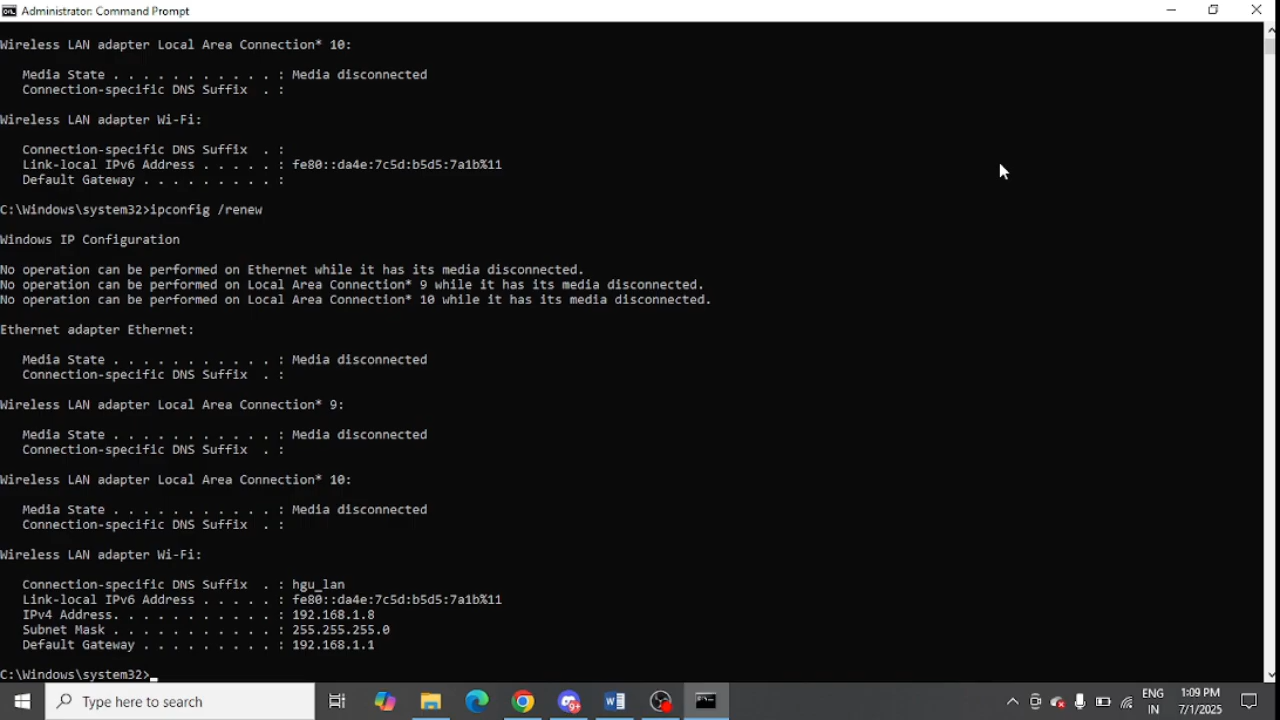 Administrator: Command Prompt
Wireless LAN adapter Local Area Connection* 10:
Media State . . . . . . . . . . . : Media disconnected
Connection-specific DNS Suffix  . :
Wireless LAN adapter Wi-Fi:
Connection-specific DNS Suffix  . :
Link-local IPv6 Address . . . . . : fe80::da4e:7c5d:b5d5:7a1b%11
Default Gateway . . . . . . . . . :
C:\Windows\system32>ipconfig /renew
Windows IP Configuration
No operation can be performed on Ethernet while it has its media disconnected.
No operation can be performed on Local Area Connection* 9 while it has its media disconnected.
No operation can be performed on Local Area Connection* 10 while it has its media disconnected.
Ethernet adapter Ethernet:
Media State . . . . . . . . . . . : Media disconnected
Connection-specific DNS Suffix  . :
Wireless LAN adapter Local Area Connection* 9:
Media State . . . . . . . . . . . : Media disconnected
Connection-specific DNS Suffix  . :
Wireless LAN adapter Local Area Connection* 10:
Media State . . . . . . . . . . . : Media disconnected
Connection-specific DNS Suffix  . :
Wireless LAN adapter Wi-Fi:
Connection-specific DNS Suffix  . : hgu_lan
Link-local IPv6 Address . . . . . : fe80::da4e:7c5d:b5d5:7a1b%11
IPv4 Address. . . . . . . . . . . : 192.168.1.8
Subnet Mask . . . . . . . . . . . : 255.255.255.0
Default Gateway . . . . . . . . . : 192.168.1.1
C:\Windows\system32>
Type here to search
ENG
IN
1:09 PM
7/1/2025